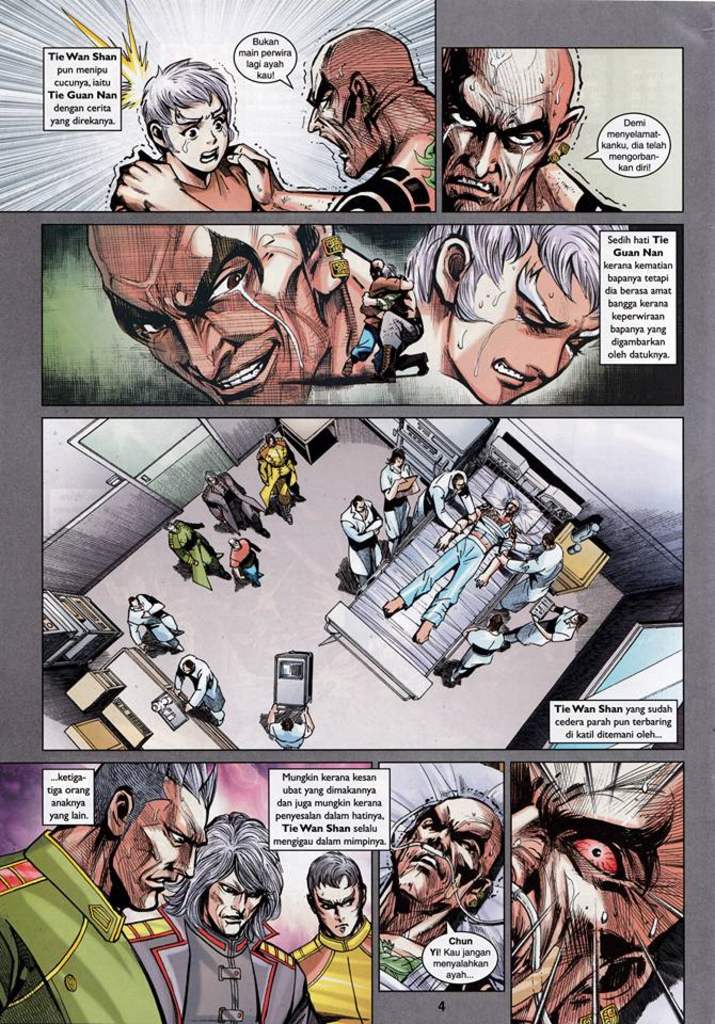 Tie Wan Shan
pun menipu
cucunya, iaitu
Tie Guan Nan
dengan cerita
yang direkanya.
Bukan
main perwira
lagi ayah
kau!
Demi
menyelamat-
kanku, dia telah
mengorban-
kan diri!
Sedih hati Tie
Guan Nan
kerana kematian
bapanya tetapi
dia berasa amat
bangga kerana
keperwiraan
bapanya yang
digambarkan
oleh datuknya.
Tie Wan Shan yang sudah
cedera parah pun terbaring
di katil ditemani oleh...
...ketiga-
tiga orang
anaknya
yang lain.
Mungkin kerana kesan
ubat yang dimakannya
dan juga mungkin kerana
penyesalan dalam hatinya,
Tie Wan Shan selalu
mengigau dalam mimpinya.
Chun
Yi! Kau jangan
menyalahkan
ayah...
4